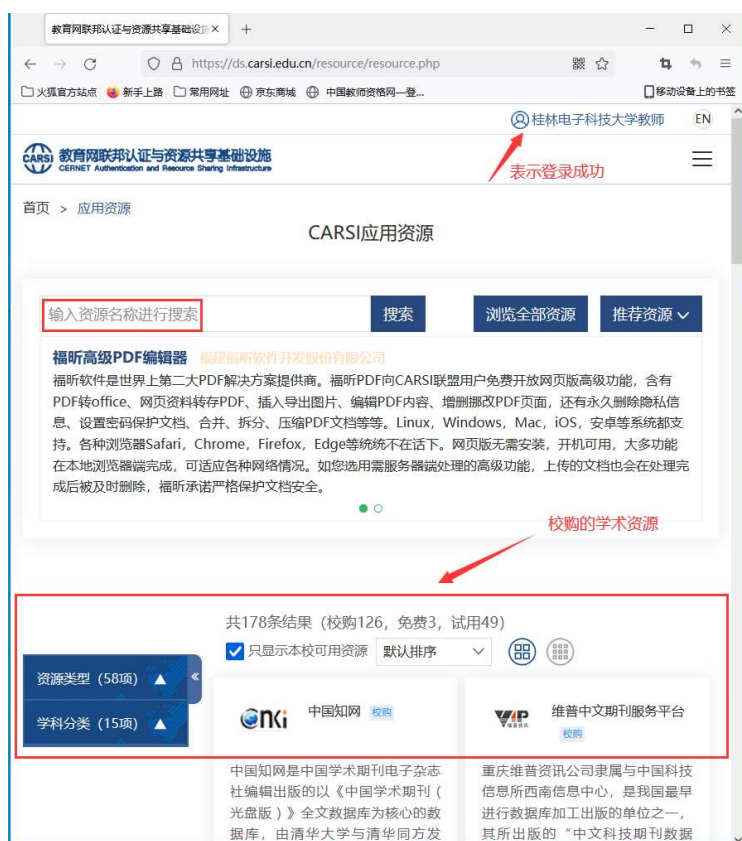 教育网联邦认证与资源共享基础设施
https://ds.carsi.edu.cn/resource/resource.php
火狐官方站点 新手上路 常用网址 京东商城 中国教师资格网—登...
移动设备上的书签
桂林电子科技大学教师 EN
CARSI 教育网联邦认证与资源共享基础设施
CERNET Authentication and Resource Sharing Infrastructure
表示登录成功
首页 > 应用资源
CARSI应用资源
输入资源名称进行搜索 搜索 浏览全部资源 推荐资源
福昕高级PDF编辑器 福建福昕软件开发股份有限公司
福昕软件是世界上第二大PDF解决方案提供商。福昕PDF向CARSI联盟用户免费开放网页版高级功能，含有
PDF转office、网页资料转存PDF、插入导出图片、编辑PDF内容、增删挪改PDF页面，还有永久删除隐私信
息、设置密码保护文档、合并、拆分、压缩PDF文档等等。Linux，Windows，Mac，iOS，安卓等系统都支
持。各种浏览器Safari，Chrome，Firefox，Edge等统统不在话下。网页版无需安装，开机可用，大多功能
在本地浏览器端完成，可适应各种网络情况。如您选用需服务器端处理的高级功能，上传的文档也会在处理完
成后被及时删除，福昕承诺严格保护文档安全。
校购的学术资源
共178条结果（校购126，免费3，试用49）
只显示本校可用资源 默认排序
资源类型（58项）
学科分类（15项）
cnki 中国知网 校购
中国知网是中国学术期刊电子杂志
社编辑出版的以《中国学术期刊（
光盘版）》全文数据库为核心的数
据库，由清华大学与清华同方发
VIP 维普资讯 维普中文期刊服务平台
校购
重庆维普资讯公司隶属与中国科技
信息所西南信息中心，是我国最早
进行数据库加工出版的单位之一，
其所出版的“中文科技期刊数据